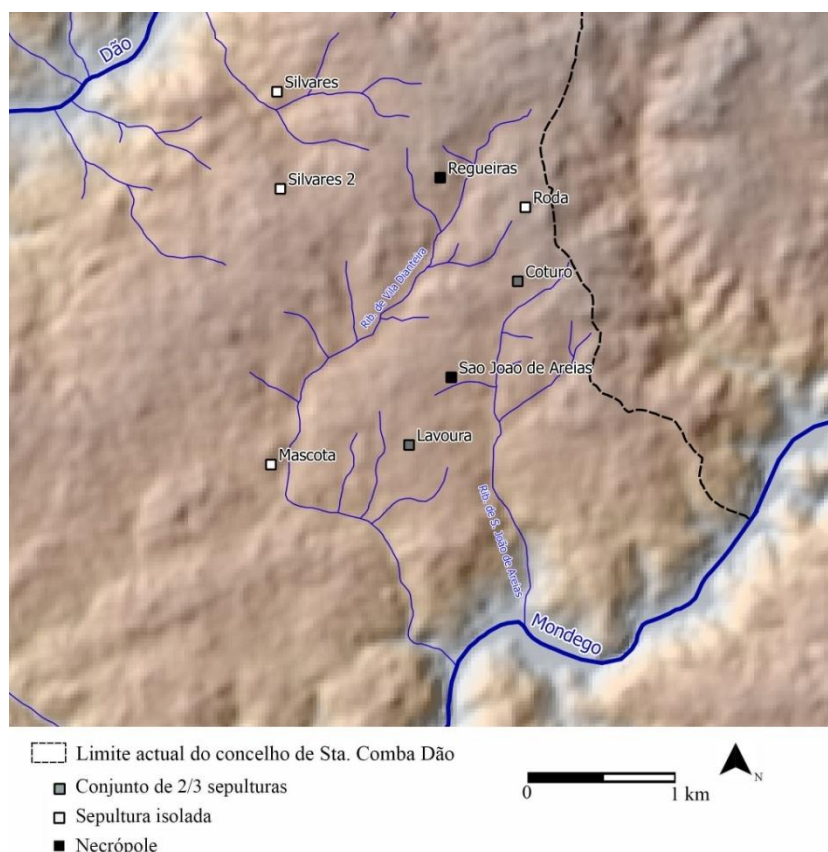 Dão
Silvares
Silvares 2
Regueiras
Roda
Coturo
Rib. de Vila Dianteira
Sao Joao de Areias
Lavoura
Mascota
Rib. de S. João de Areias
Mondego
Limite actual do concelho de Sta. Comba Dão
Conjunto de 2/3 sepulturas
Sepultura isolada
Necrópole
0 1 km
N